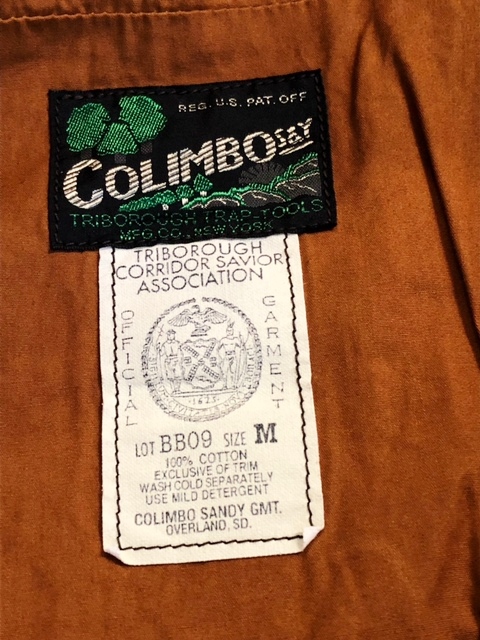 REG. U.S. PAT. OFF
COLIMBO S&Y
TRIBOROUGH TRAP-TOOLS
MFG.CO., NEW YORK
TRIBOROUGH
CORRIDOR SAVIOR
ASSOCIATION
OFFICIAL
GARMENT
1625
LOT BB09 SIZE M
100% COTTON
EXCLUSIVE OF TRIM
WASH COLD SEPARATELY
USE MILD DETERGENT
COLIMBO SANDY GMT.
OVERLAND, SD.